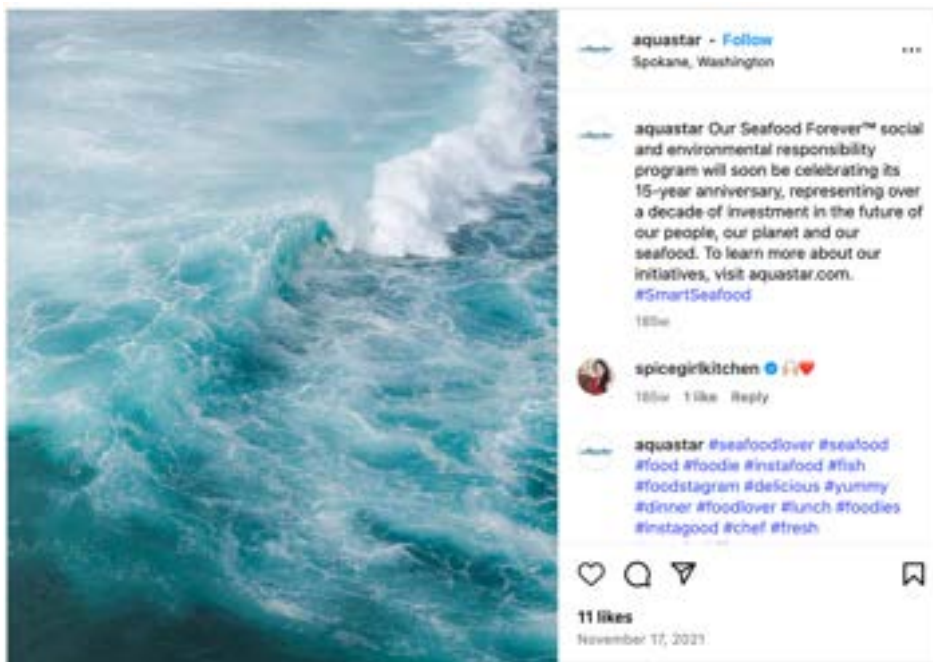 aquastar • Follow
Spokane, Washington
aquastar Our Seafood Forever™ social
and environmental responsibility
program will soon be celebrating its
15-year anniversary, representing over
a decade of investment in the future of
our people, our planet and our
seafood. To learn more about our
initiatives, visit aquastar.com.
#SmartSeafood
185w
spicegirlkitchen 🙌🏻❤️
185w 1 like Reply
aquastar #seafoodlover #seafood
#food #foodie #instafood #fish
#foodstagram #delicious #yummy
#dinner #foodlover #lunch #foodies
#instagood #chef #fresh
11 likes
November 17, 2021